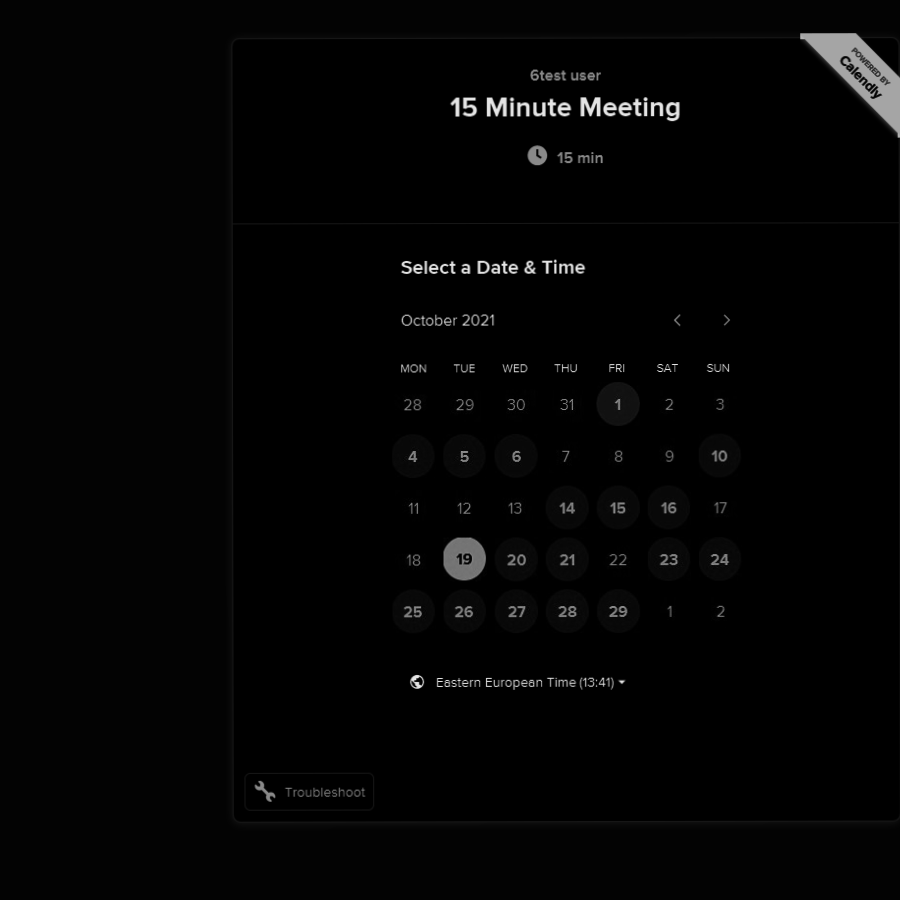 POWERED BY
Calendly
6test user
15 Minute Meeting
15 min
Select a Date & Time
October 2021
MON TUE WED THU FRI SAT SUN
28 29 30 31 1 2 3
4 5 6 7 8 9 10
11 12 13 14 15 16 17
18 19 20 21 22 23 24
25 26 27 28 29 1 2
Eastern European Time (13:41)
Troubleshoot